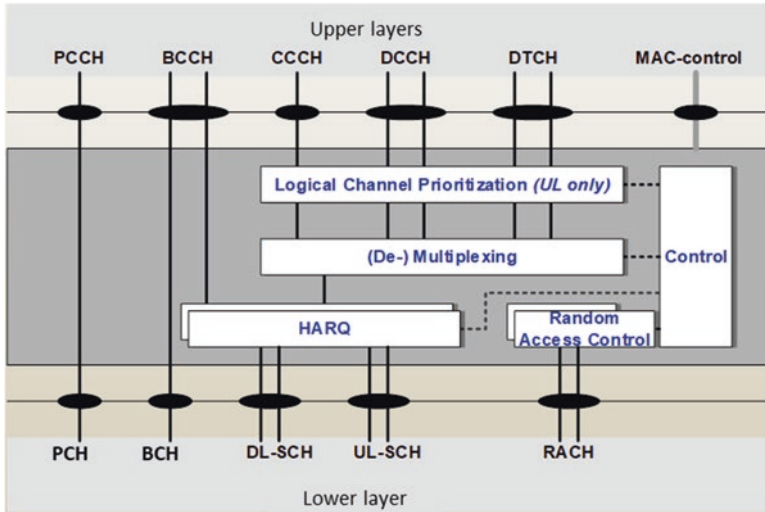 Upper layers
PCCH BCCH CCCH DCCH DTCH MAC-control
Logical Channel Prioritization (UL only)
(De-) Multiplexing
Control
HARQ
Random
Access Control
PCH BCH DL-SCH UL-SCH RACH
Lower layer